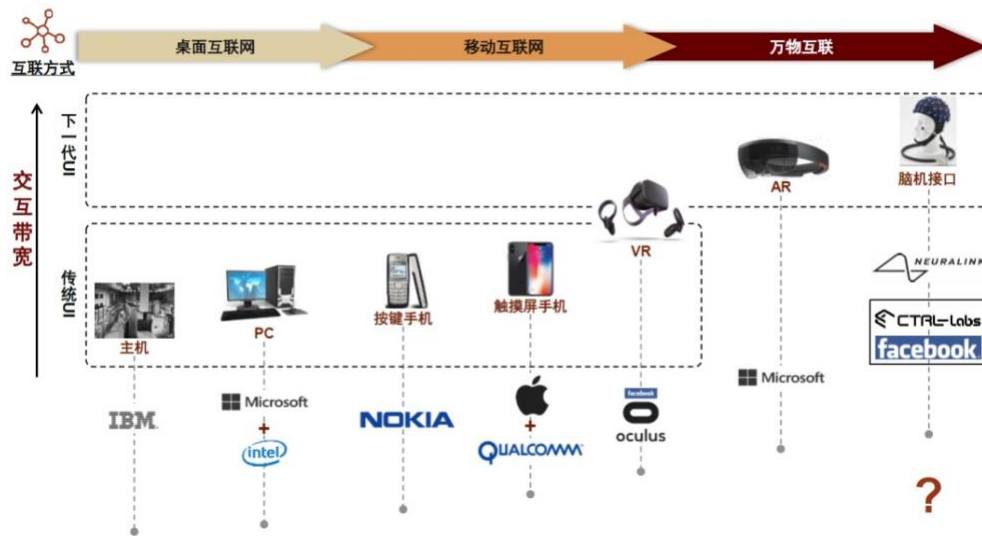 互联方式
桌面互联网
移动互联网
万物互联
交互带宽
下一代UI
传统UI
主机
PC
按键手机
触摸屏手机
VR
AR
脑机接口
IBM
Microsoft
+
intel
NOKIA
+
QUALCOMM
facebook
oculus
Microsoft
NEURALINK
CTRL-Labs
facebook
?